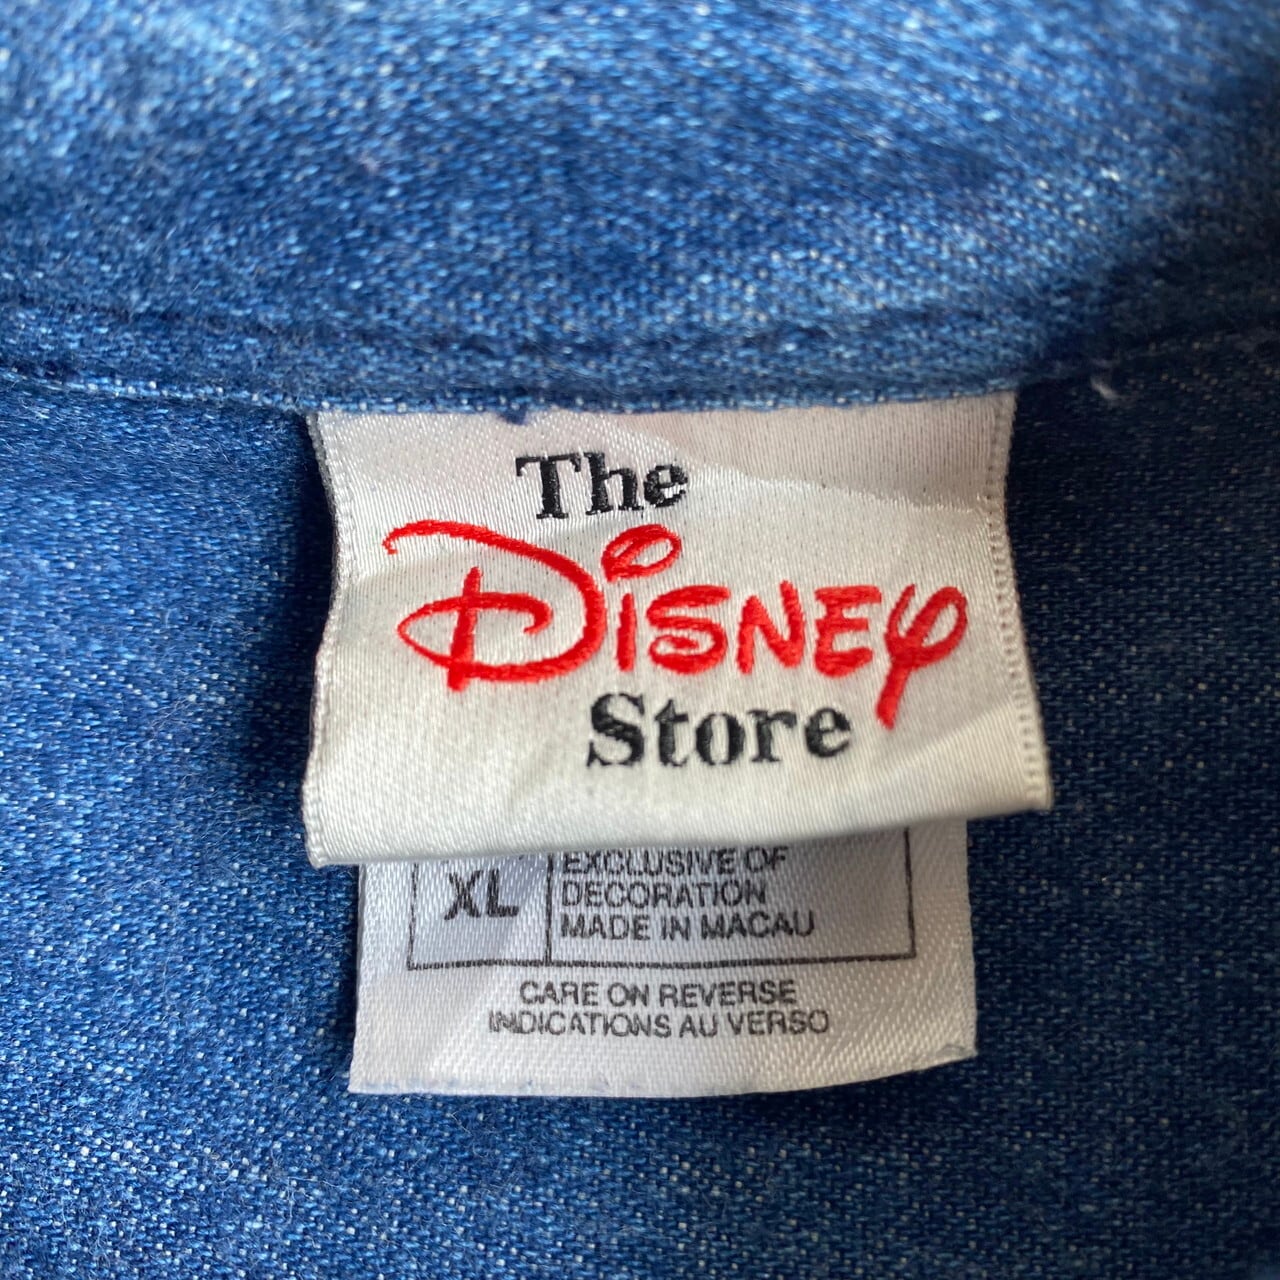 The
Disney
Store
XL
EXCLUSIVE OF
DECORATION
MADE IN MACAU
CARE ON REVERSE
INDICATIONS AU VERSO